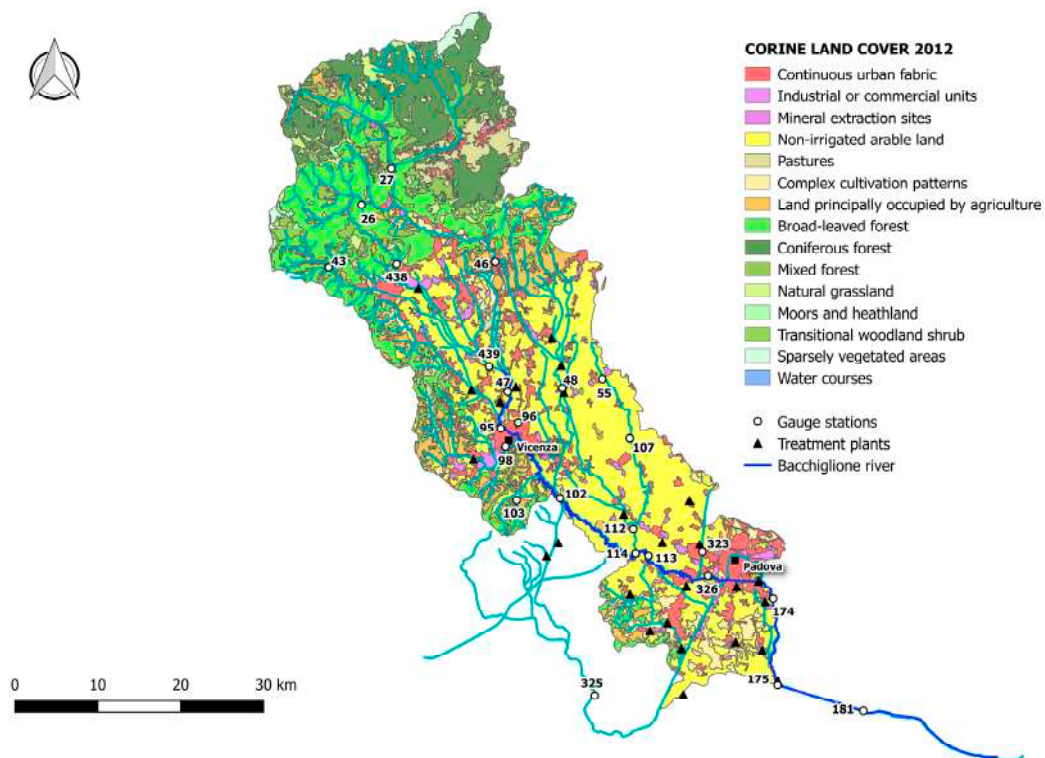 CORINE LAND COVER 2012
Continuous urban fabric
Industrial or commercial units
Mineral extraction sites
Non-irrigated arable land
Pastures
Complex cultivation patterns
Land principally occupied by agriculture
Broad-leaved forest
Coniferous forest
Mixed forest
Natural grassland
Moors and heathland
Transitional woodland shrub
Sparsely vegetated areas
Water courses
Gauge stations
Treatment plants
Bacchiglione river
27
26
43
438
46
439
47
48
55
96
95
Vicenza
98
107
102
103
112
323
114
113
Padova
326
174
325
175
181
0 10 20 30 km